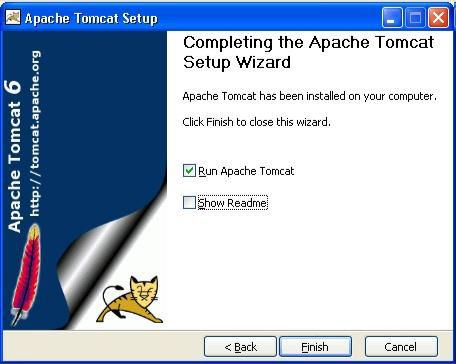 Apache Tomcat Setup
Completing the Apache Tomcat
Setup Wizard
Apache Tomcat has been installed on your computer.
Click Finish to close this wizard.
Run Apache Tomcat
Show Readme
Apache Tomcat 6
http://tomcat.apache.org
< Back
Finish
Cancel